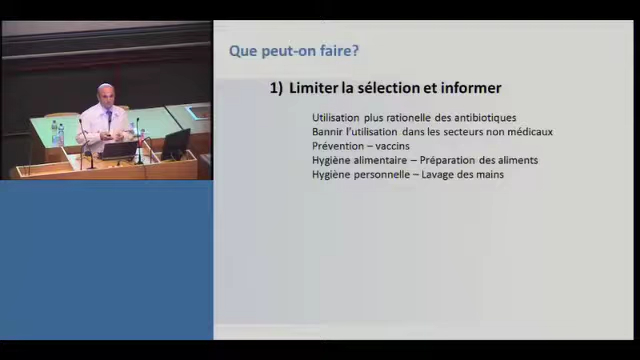 Que peut-on faire?
1) Limiter la sélection et informer
Utilisation plus rationelle des antibiotiques
Bannir l'utilisation dans les secteurs non médicaux
Prévention – vaccins
Hygiène alimentaire – Préparation des aliments
Hygiène personnelle – Lavage des mains